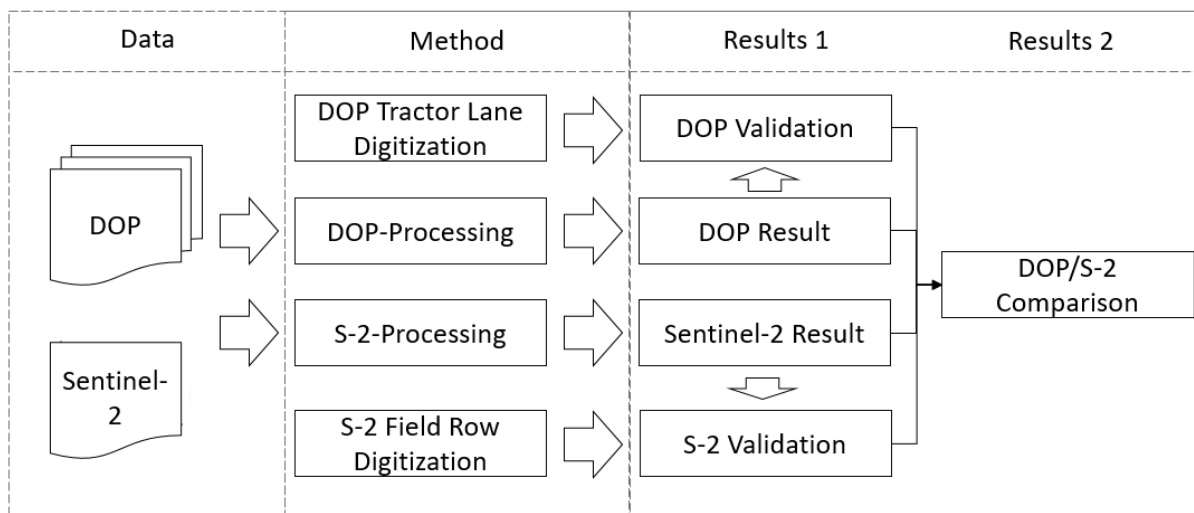 Data
Method
Results 1
Results 2
DOP
Sentinel-
2
DOP Tractor Lane
Digitization
DOP-Processing
S-2-Processing
S-2 Field Row
Digitization
DOP Validation
DOP Result
Sentinel-2 Result
S-2 Validation
DOP/S-2
Comparison